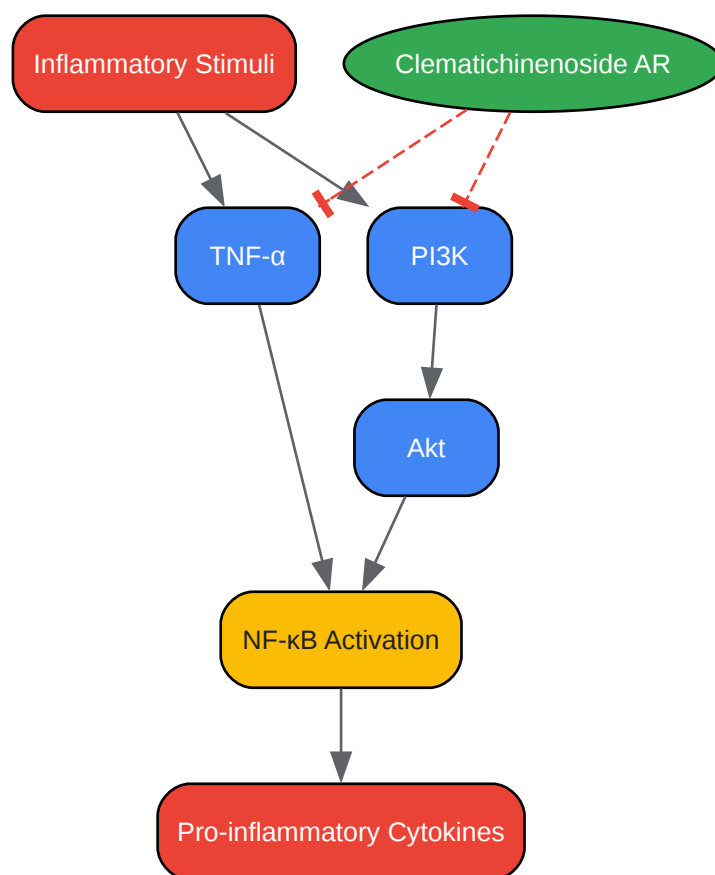 Inflammatory Stimuli
Clematichinenoside AR
TNF-α
PI3K
Akt
NF-κB Activation
Pro-inflammatory Cytokines